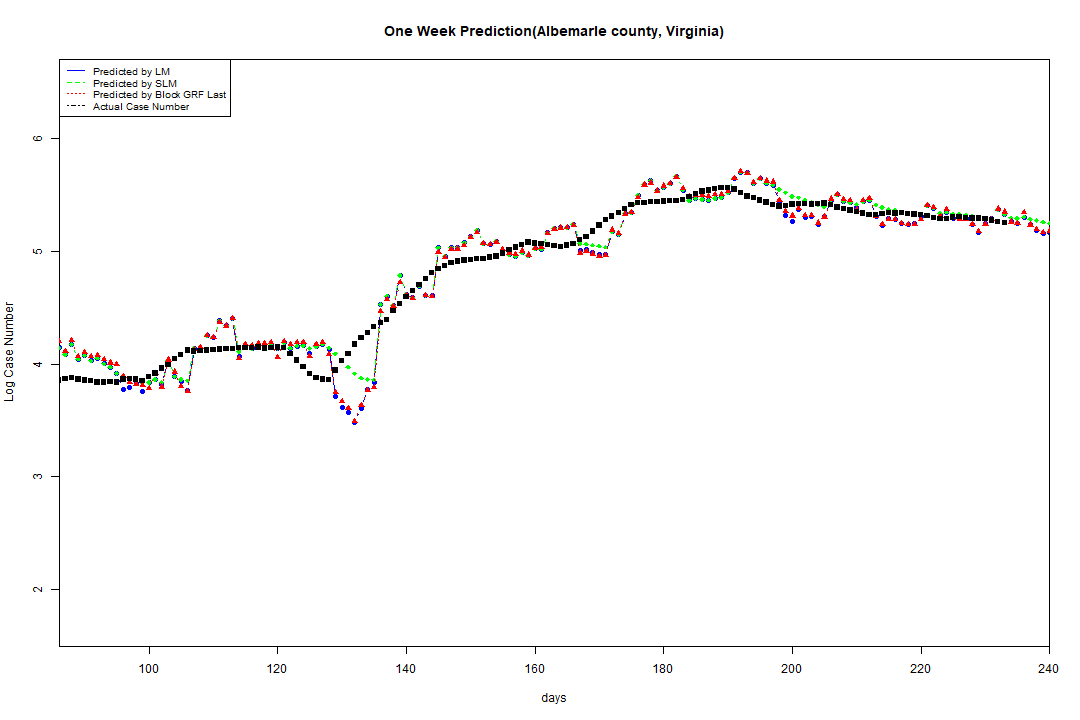 One Week Prediction(Albemarle county, Virginia)
Predicted by LM
Predicted by SLM
Predicted by Block GRF Last
Actual Case Number
6
5
4
3
2
Log Case Number
100 120 140 160 180 200 220 240
days